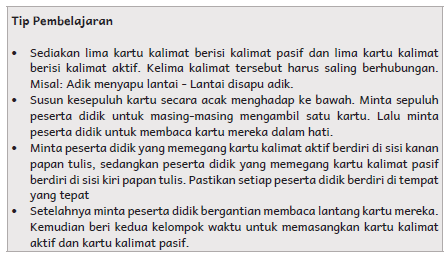 Tip Pembelajaran
• Sediakan lima kartu kalimat berisi kalimat pasif dan lima kartu kalimat
berisi kalimat aktif. Kelima kalimat tersebut harus saling berhubungan.
Misal: Adik menyapu lantai - Lantai disapu adik.
• Susun kesepuluh kartu secara acak menghadap ke bawah. Minta sepuluh
peserta didik untuk masing-masing mengambil satu kartu. Lalu minta
peserta didik untuk membaca kartu mereka dalam hati.
• Minta peserta didik yang memegang kartu kalimat aktif berdiri di sisi kanan
papan tulis, sedangkan peserta didik yang memegang kartu kalimat pasif
berdiri di sisi kiri papan tulis. Pastikan setiap peserta didik berdiri di tempat
yang tepat
• Setelahnya minta peserta didik bergantian membaca lantang kartu mereka.
Kemudian beri kedua kelompok waktu untuk memasangkan kartu kalimat
aktif dan kartu kalimat pasif.